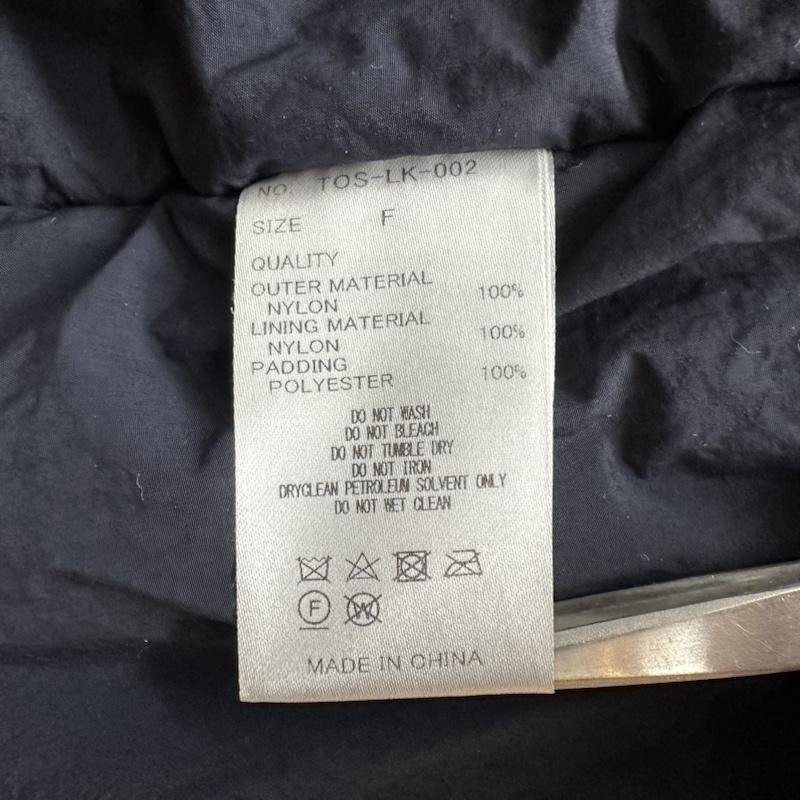 NO. TOS-LK-002
SIZE F
QUALITY
OUTER MATERIAL
NYLON 100%
LINING MATERIAL
NYLON 100%
PADDING
POLYESTER 100%
DO NOT WASH
DO NOT BLEACH
DO NOT TUMBLE DRY
DO NOT IRON
DRYCLEAN PETROLEUM SOLVENT ONLY
DO NOT WET CLEAN
F W
MADE IN CHINA